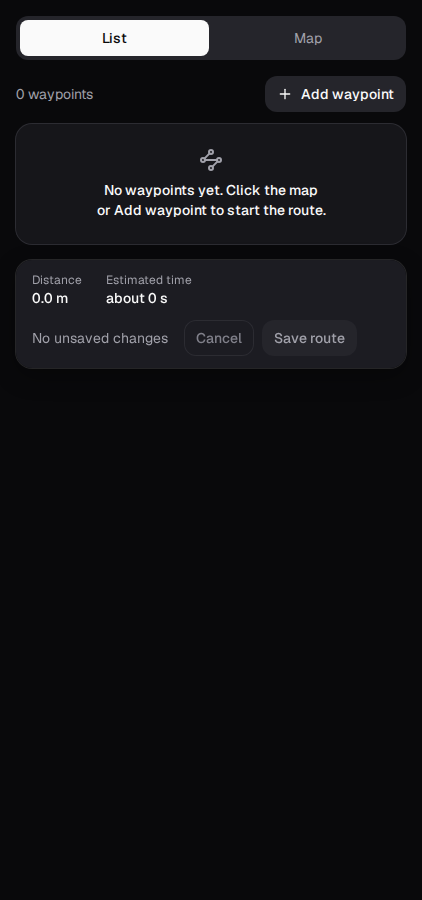 List
Map
0 waypoints
Add waypoint
No waypoints yet. Click the map
or Add waypoint to start the route.
Distance
Estimated time
0.0 m
about 0 s
No unsaved changes
Cancel
Save route